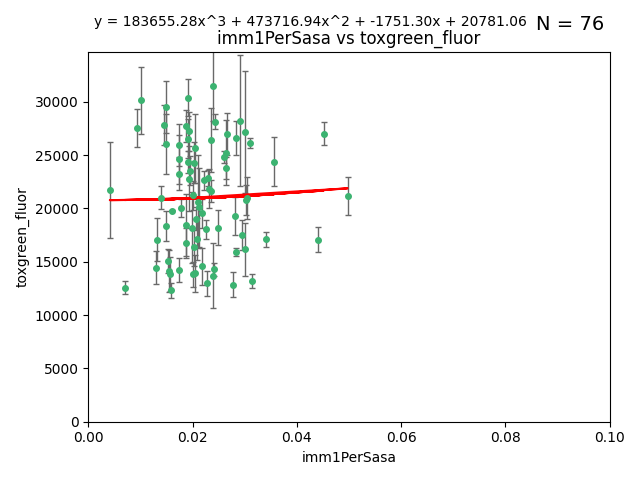 y = 183655.28x^3 + 473716.94x^2 + -1751.30x + 20781.06 N = 76
imm1PerSasa vs toxgreen_fluor
toxgreen_fluor
30000
25000
20000
15000
10000
5000
0
0.00 0.02 0.04 0.06 0.08 0.10
imm1PerSasa